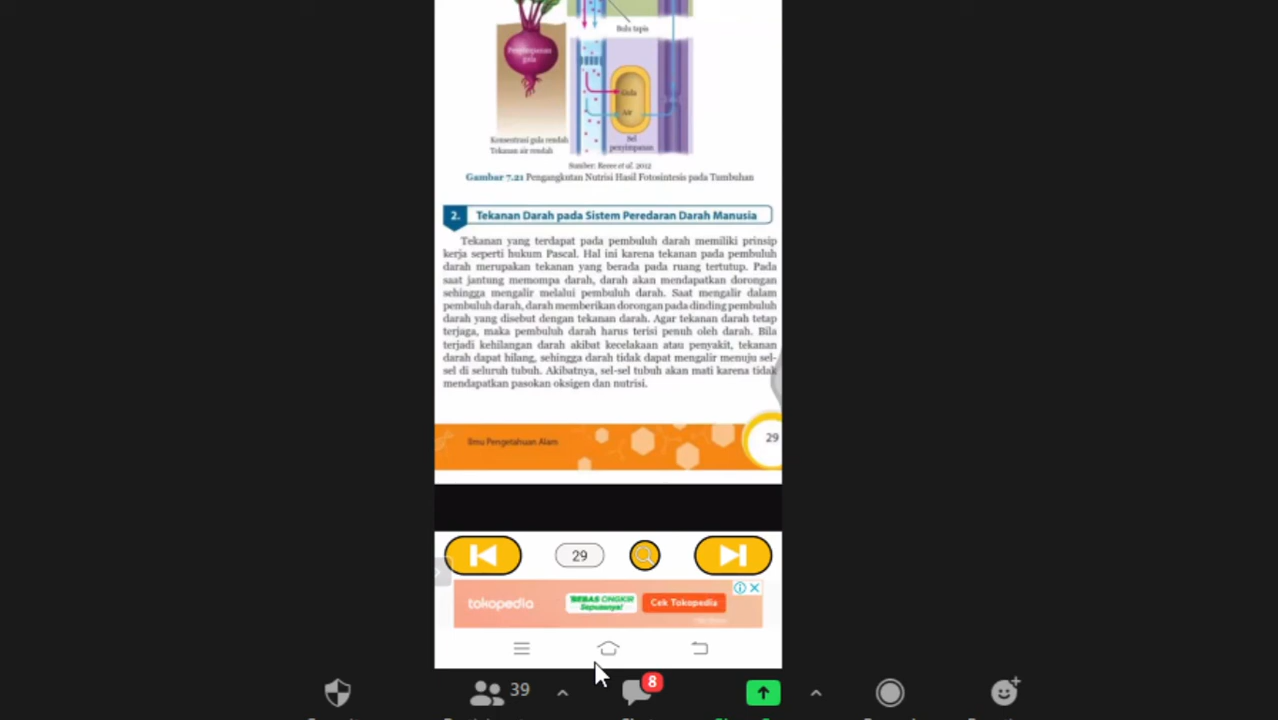 Bulu tapis
Penyimpanan
gula
Gula
Air
Sel
penyimpanan
Konsentrasi gula rendah
Tekanan air rendah
Sumber: Reece et al. 2012
Gambar 7.21 Pengangkutan Nutrisi Hasil Fotosintesis pada Tumbuhan
2. Tekanan Darah pada Sistem Peredaran Darah Manusia
Tekanan yang terdapat pada pembuluh darah memiliki prinsip
kerja seperti hukum Pascal. Hal ini karena tekanan pada pembuluh
darah merupakan tekanan yang berada pada ruang tertutup. Pada
saat jantung memompa darah, darah akan mendapatkan dorongan
sehingga mengalir melalui pembuluh darah. Saat mengalir dalam
pembuluh darah, darah memberikan dorongan pada dinding pembuluh
darah yang disebut dengan tekanan darah. Agar tekanan darah tetap
terjaga, maka pembuluh darah harus terisi penuh oleh darah. Bila
terjadi kehilangan darah akibat kecelakaan atau penyakit, tekanan
darah dapat hilang, sehingga darah tidak dapat mengalir menuju sel-
sel di seluruh tubuh. Akibatnya, sel-sel tubuh akan mati karena tidak
mendapatkan pasokan oksigen dan nutrisi.
Ilmu Pengetahuan Alam
29
29
tokopedia
BEBAS ONGKIR
Sepuasnya!
Cek Tokopedia
39
8